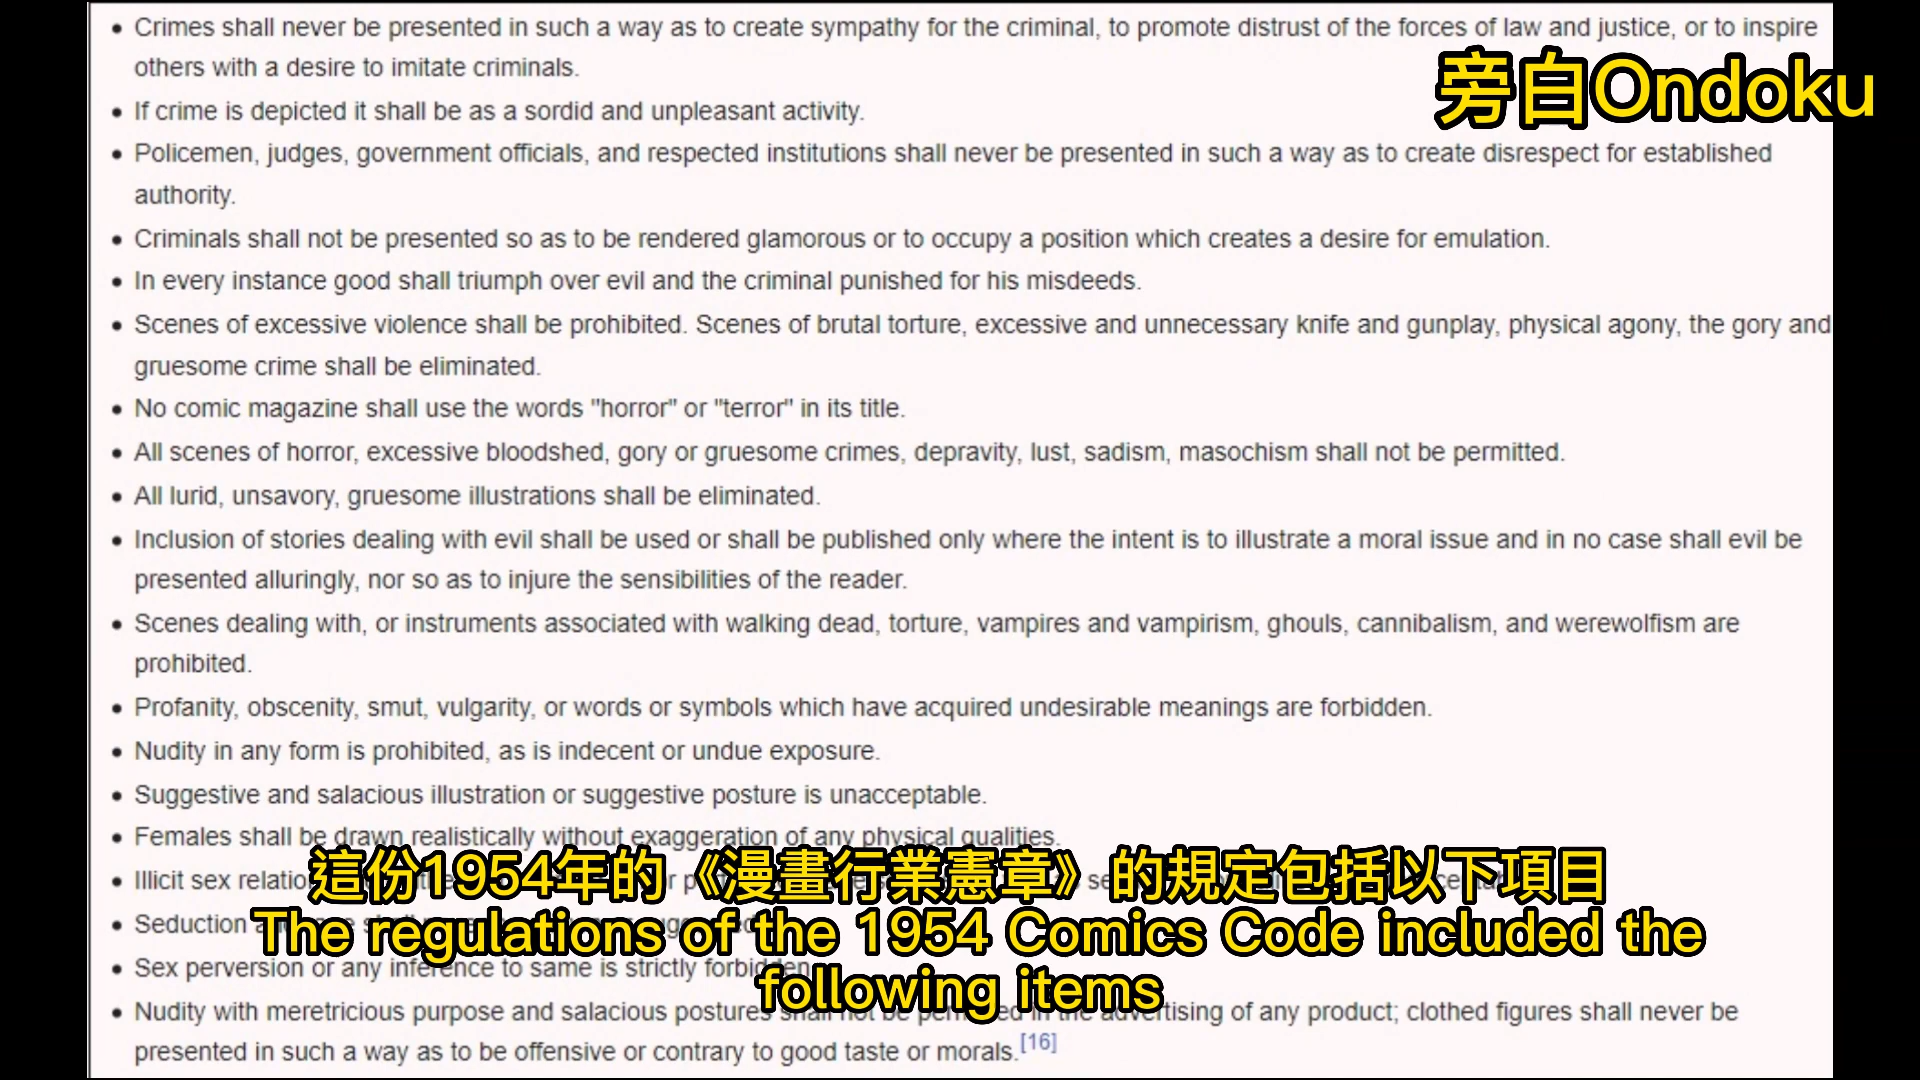 • Crimes shall never be presented in such a way as to create sympathy for the criminal, to promote distrust of the forces of law and justice, or to inspire
others with a desire to imitate criminals.
旁白Ondoku
• If crime is depicted it shall be as a sordid and unpleasant activity.
• Policemen, judges, government officials, and respected institutions shall never be presented in such a way as to create disrespect for established
authority.
• Criminals shall not be presented so as to be rendered glamorous or to occupy a position which creates a desire for emulation.
• In every instance good shall triumph over evil and the criminal punished for his misdeeds.
• Scenes of excessive violence shall be prohibited. Scenes of brutal torture, excessive and unnecessary knife and gunplay, physical agony, the gory and
gruesome crime shall be eliminated.
• No comic magazine shall use the words "horror" or "terror" in its title.
• All scenes of horror, excessive bloodshed, gory or gruesome crimes, depravity, lust, sadism, masochism shall not be permitted.
• All lurid, unsavory, gruesome illustrations shall be eliminated.
• Inclusion of stories dealing with evil shall be used or shall be published only where the intent is to illustrate a moral issue and in no case shall evil be
presented alluringly, nor so as to injure the sensibilities of the reader.
• Scenes dealing with, or instruments associated with walking dead, torture, vampires and vampirism, ghouls, cannibalism, and werewolfism are
prohibited.
• Profanity, obscenity, smut, vulgarity, or words or symbols which have acquired undesirable meanings are forbidden.
• Nudity in any form is prohibited, as is indecent or undue exposure.
• Suggestive and salacious illustration or suggestive posture is unacceptable.
• Females shall be drawn realistically without exaggeration of any physical qualities.
• Illicit sex
這份1954年的《漫畫行業憲章》的規定包括以下項目
• Seduction
The regulations of the 1954 Comics Code included the
following items
• Sex perversion or any inference to same is strictly forbidden
• Nudity with meretricious purpose and salacious postures shall not be permitted in the advertising of any product; clothed figures shall never be
presented in such a way as to be offensive or contrary to good taste or morals.[16]